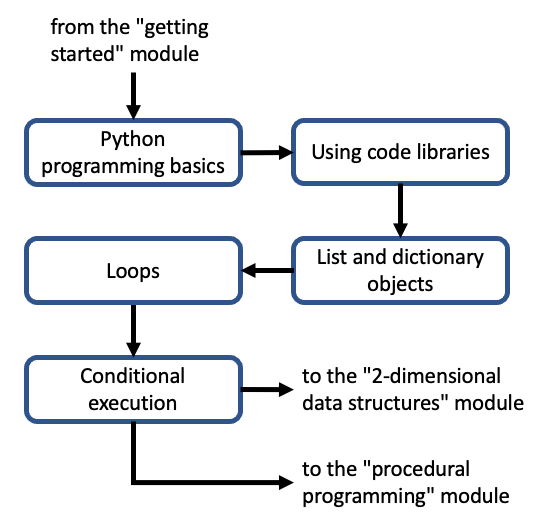 from the "getting
started" module
Python
programming basics
Using code libraries
List and dictionary
objects
Loops
Conditional
execution
to the "2-dimensional
data structures" module
to the "procedural
programming" module